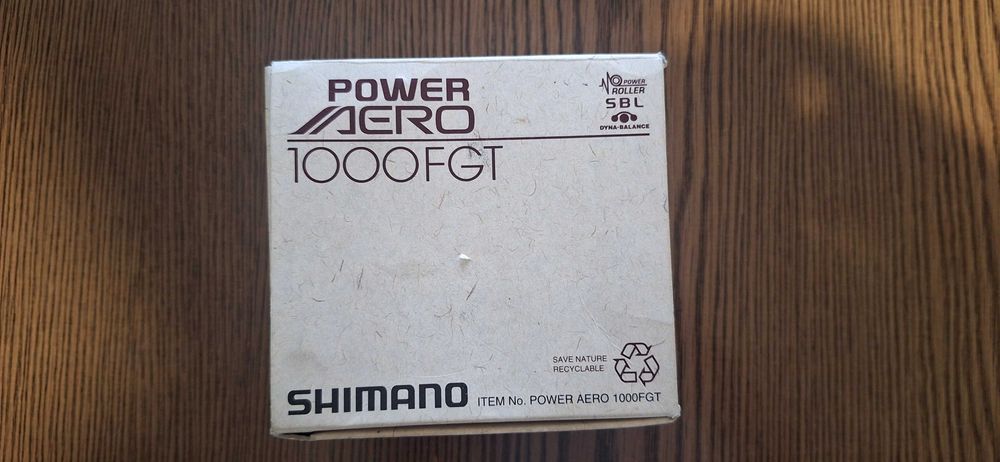 POWER
AERO
1000FGT
POWER
ROLLER
SBL
DYNA-BALANCE
SAVE NATURE
RECYCLABLE
SHIMANO
ITEM No. POWER AERO 1000FGT